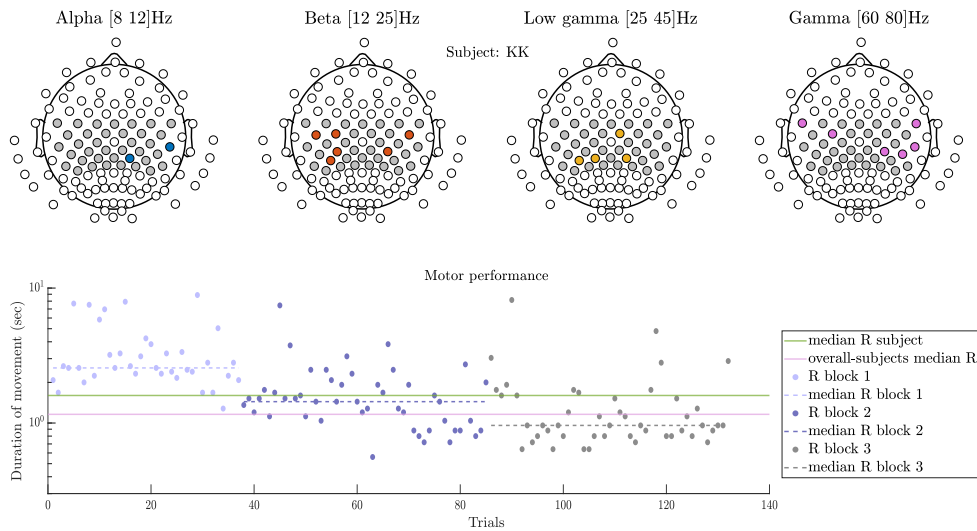 Alpha [8 12]Hz
Beta [12 25]Hz
Low gamma [25 45]Hz
Gamma [60 80]Hz
Subject: KK
Motor performance
Duration of movement (sec)
10¹
10⁰
0
20
40
60
80
100
120
140
Trials
median R subject
overall-subjects median R
R block 1
median R block 1
R block 2
median R block 2
R block 3
median R block 3